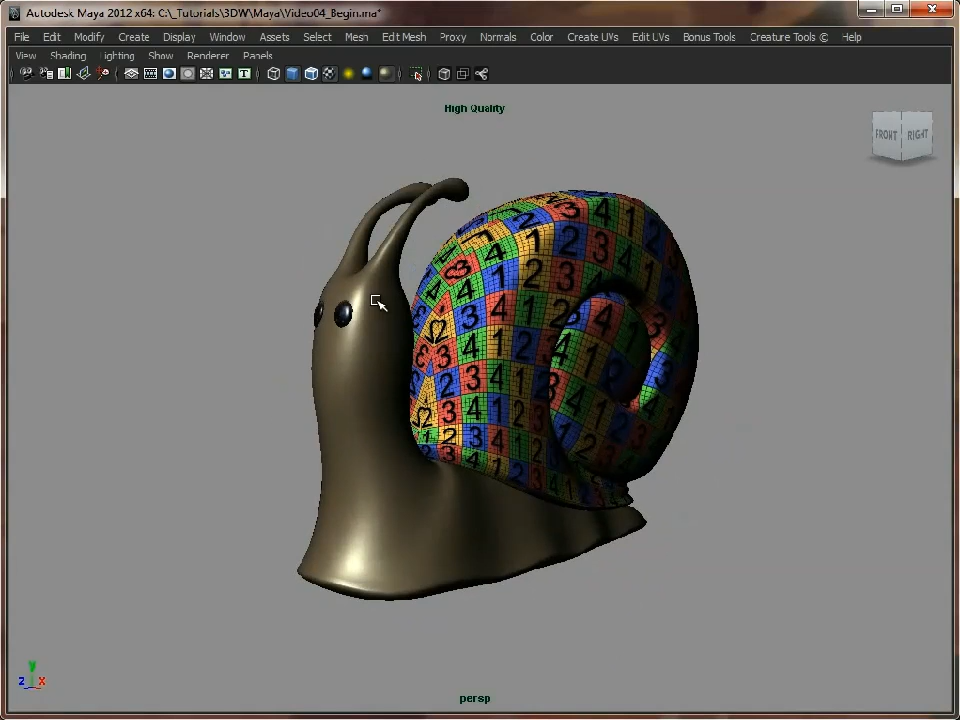 Autodesk Maya 2012 x64: C:\_Tutorials\3DW\Maya\Video04_Begin.ma*
File Edit Modify Create Display Window Assets Select Mesh Edit Mesh Proxy Normals Color Create UVs Edit UVs Bonus Tools Creature Tools © Help
View Shading Lighting Show Renderer Panels
High Quality
FRONT RIGHT
y
z x
persp